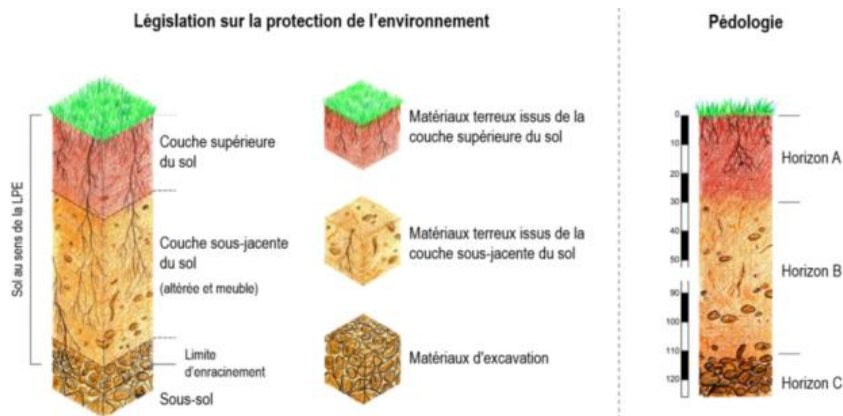 Législation sur la protection de l'environnement
Sol au sens de la LPE
Couche supérieure
du sol
Couche sous-jacente
du sol
(altérée et meuble)
Limite
d'enracinement
Sous-sol
Matériaux terreux issus de la
couche supérieure du sol
Matériaux terreux issus de la
couche sous-jacente du sol
Matériaux d'excavation
Pédologie
0
10
20
30
40
50
90
100
110
120
Horizon A
Horizon B
Horizon C